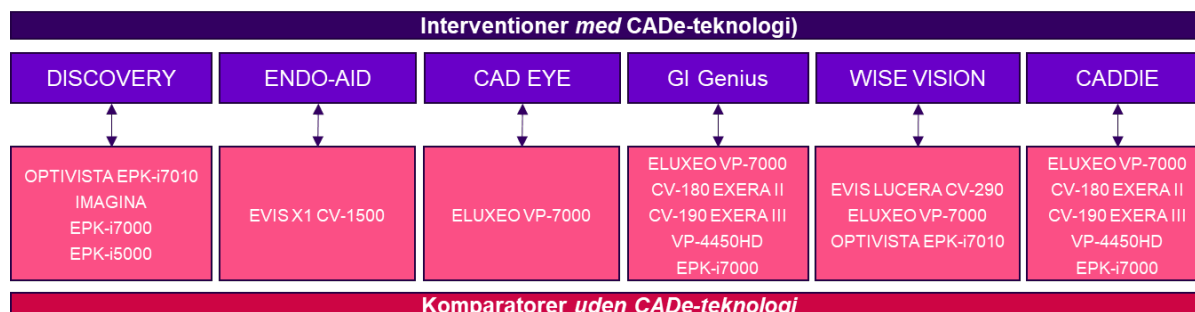 Interventioner med CADe-teknologi)
DISCOVERY
ENDO-AID
CAD EYE
GI Genius
WISE VISION
CADDIE
OPTIVISTA EPK-i7010
IMAGINA
EPK-i7000
EPK-i5000
EVIS X1 CV-1500
ELUXEO VP-7000
ELUXEO VP-7000
CV-180 EXERA II
CV-190 EXERA III
VP-4450HD
EPK-i7000
EVIS LUCERA CV-290
ELUXEO VP-7000
OPTIVISTA EPK-i7010
ELUXEO VP-7000
CV-180 EXERA II
CV-190 EXERA III
VP-4450HD
EPK-i7000
Komparatorer uden CADe-teknologi